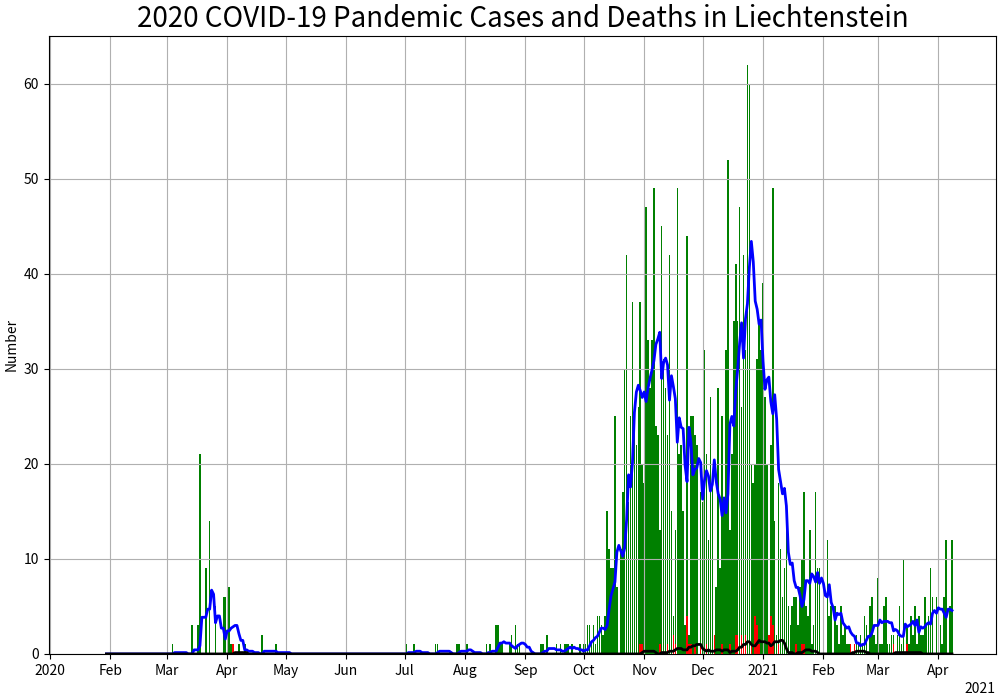 2020 COVID-19 Pandemic Cases and Deaths in Liechtenstein
Number
60
50
40
30
20
10
0
2020 Feb Mar Apr May Jun Jul Aug Sep Oct Nov Dec 2021 Feb Mar Apr
2021